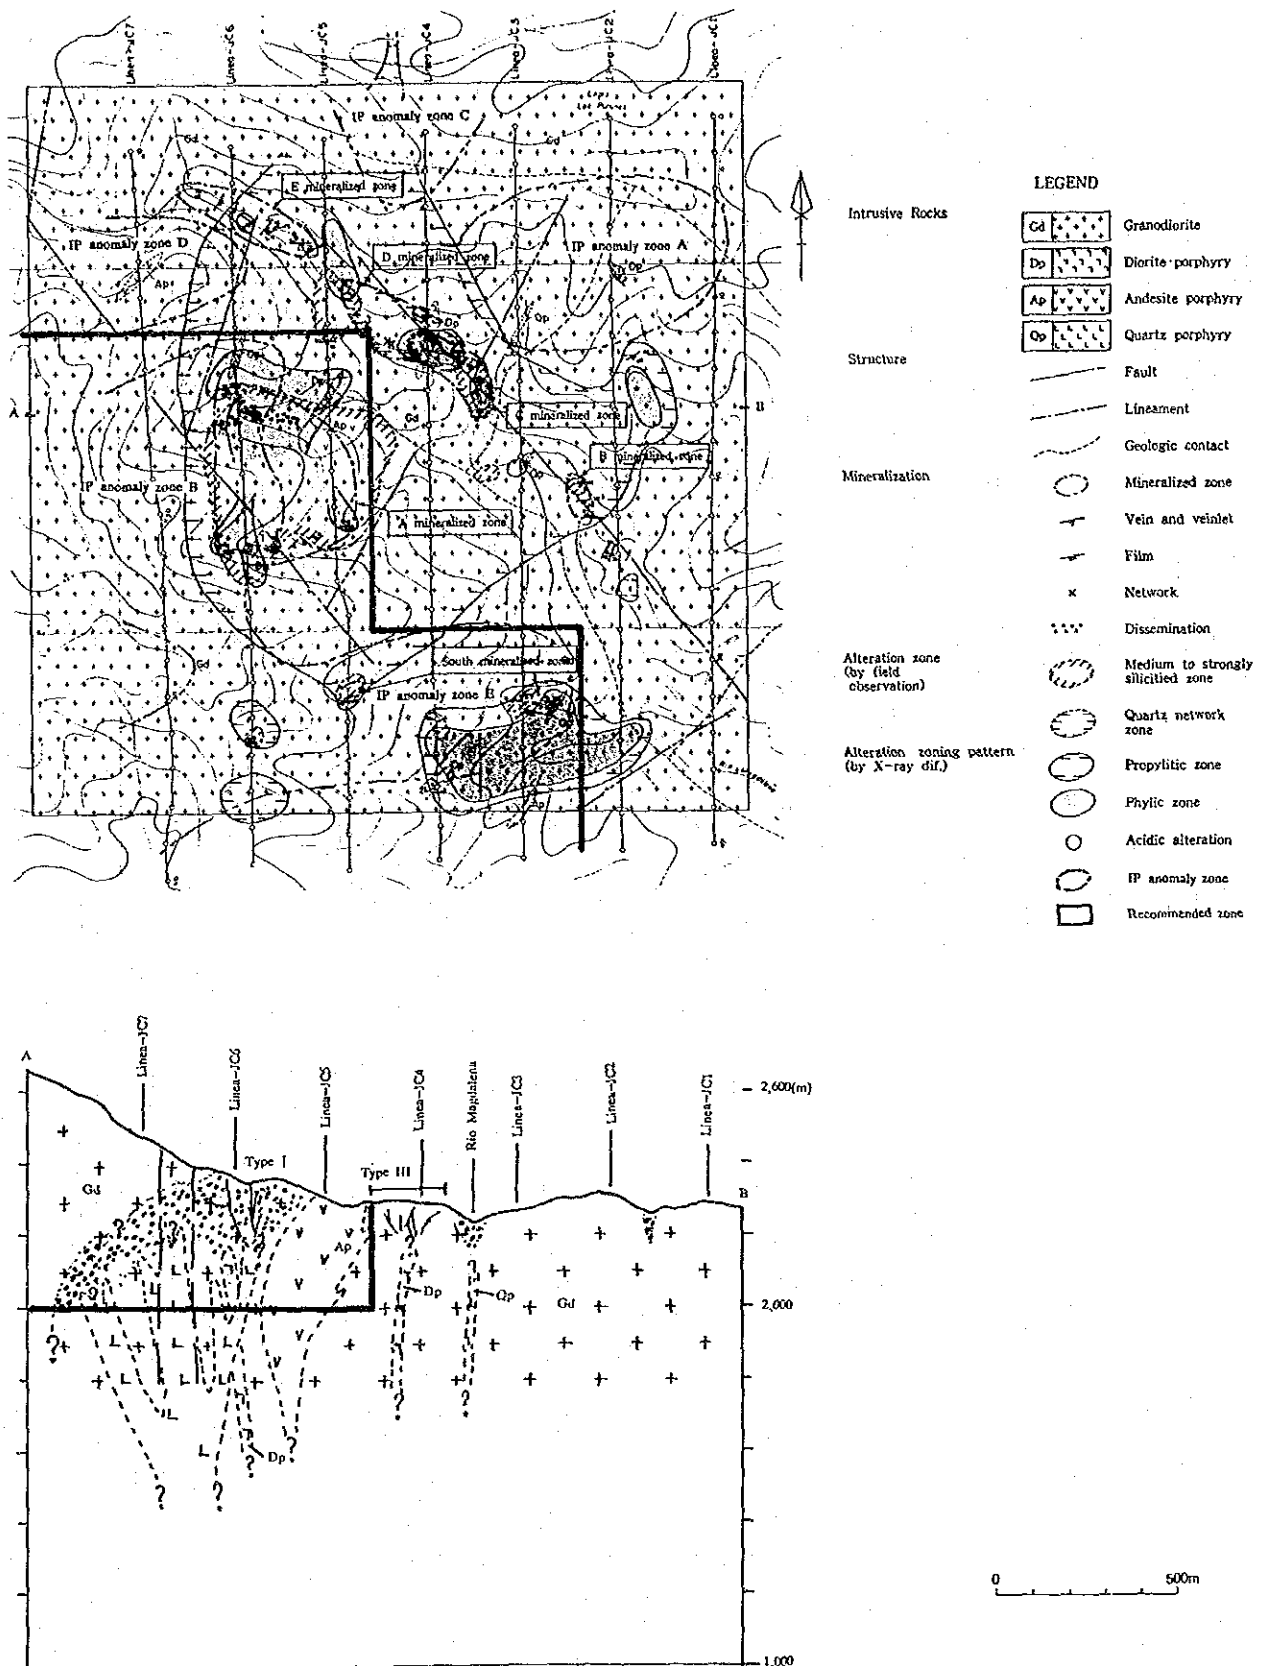 Linea-JC7
Linea-JC6
Linea-JC5
Linea-JC4
Linea-JC3
Linea-JC2
Linea-JC1
IP anomaly zone C
Gd
Gd
E mineralized zone
IP anomaly zone D
D mineralized zone
IP anomaly zone A
Ap
Dp
Qp
A
B
Gd
Ap
C mineralized zone
B mineralized zone
IP anomaly zone B
A mineralized zone
Gd
South mineralized zone
IP anomaly zone E
Ap
LEGEND
Intrusive Rocks
Gd Granodiorite
Dp Diorite porphyry
Ap Andesite porphyry
Qp Quartz porphyry
Structure
Fault
Lineament
Geologic contact
Mineralization
Mineralized zone
Vein and veinlet
Film
Network
Dissemination
Alteration zone
(by field
observation)
Medium to strongly
silicitied zone
Quartz network
zone
Alteration zoning pattern
(by X-ray dif.)
Propylitic zone
Phylic zone
Acidic alteration
IP anomaly zone
Recommended zone
A
Linea-JC7
Linea-JC6
Linea-JC5
Linea-JC4
Rio Magdalena
Linea-JC3
Linea-JC2
Linea-JC1
2,600(m)
Type I
Type III
B
Gd
?
?
Ap
Dp
Qp
Gd
?
2,000
?
?
?
Dp
?
?
?
?
0 500m
1,000